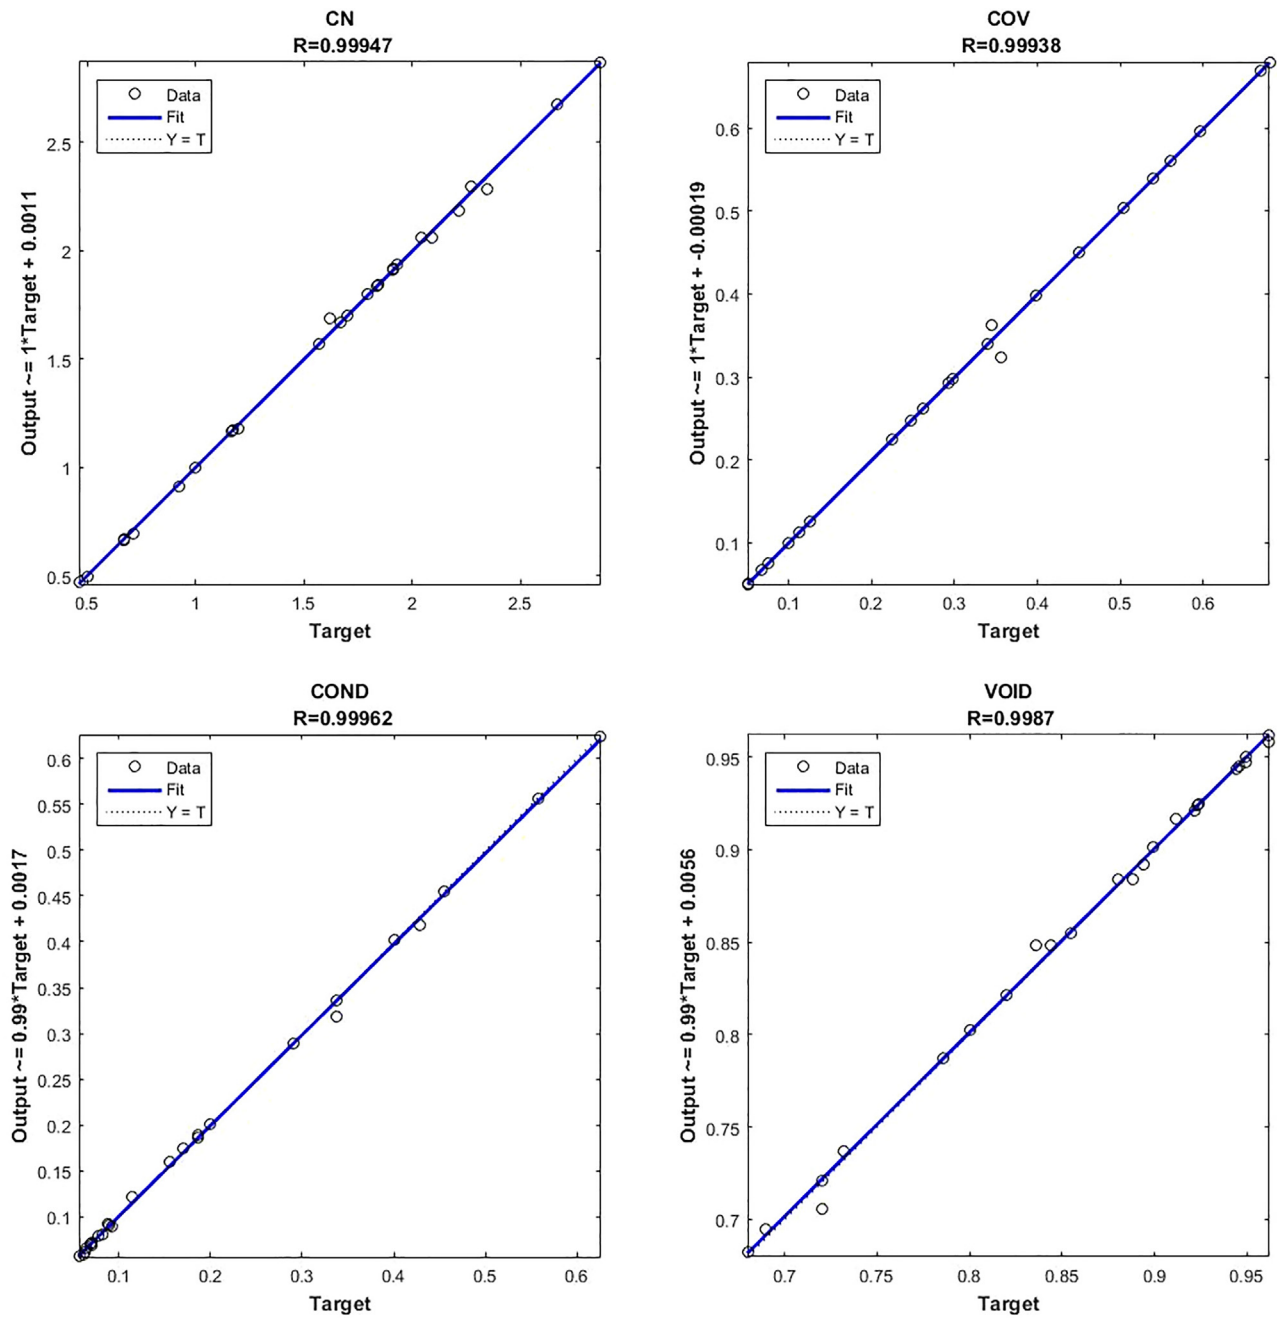 CN
R=0.99947
Data
Fit
Y = T
Output ~= 1*Target + 0.0011
2.5
2
1.5
1
0.5
0.5 1 1.5 2 2.5
Target
COV
R=0.99938
Data
Fit
Y = T
Output ~= 1*Target + -0.00019
0.6
0.5
0.4
0.3
0.2
0.1
0.1 0.2 0.3 0.4 0.5 0.6
Target
COND
R=0.99962
Data
Fit
Y = T
Output ~= 0.99*Target + 0.0017
0.6
0.55
0.5
0.45
0.4
0.35
0.3
0.25
0.2
0.15
0.1
0.1 0.2 0.3 0.4 0.5 0.6
Target
VOID
R=0.9987
Data
Fit
Y = T
Output ~= 0.99*Target + 0.0056
0.95
0.9
0.85
0.8
0.75
0.7
0.7 0.75 0.8 0.85 0.9 0.95
Target